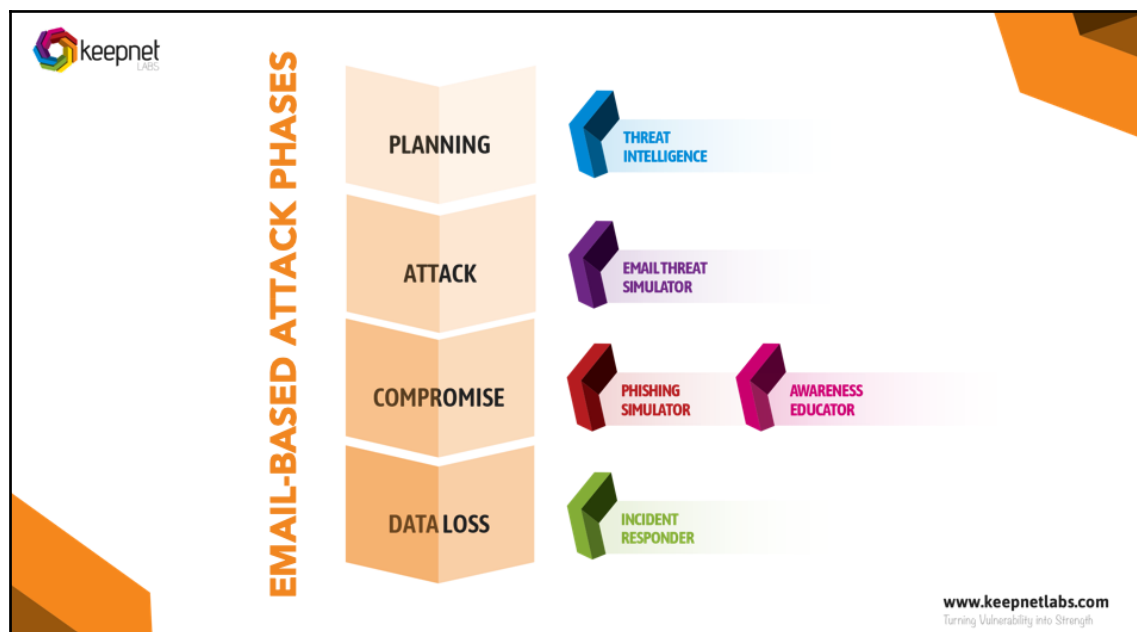 keepnet
LABS
EMAIL-BASED ATTACK PHASES
PLANNING
THREAT
INTELLIGENCE
ATTACK
EMAIL THREAT
SIMULATOR
COMPROMISE
PHISHING
SIMULATOR
AWARENESS
EDUCATOR
DATA LOSS
INCIDENT
RESPONDER
www.keepnetlabs.com
Turning Vulnerability into Strength